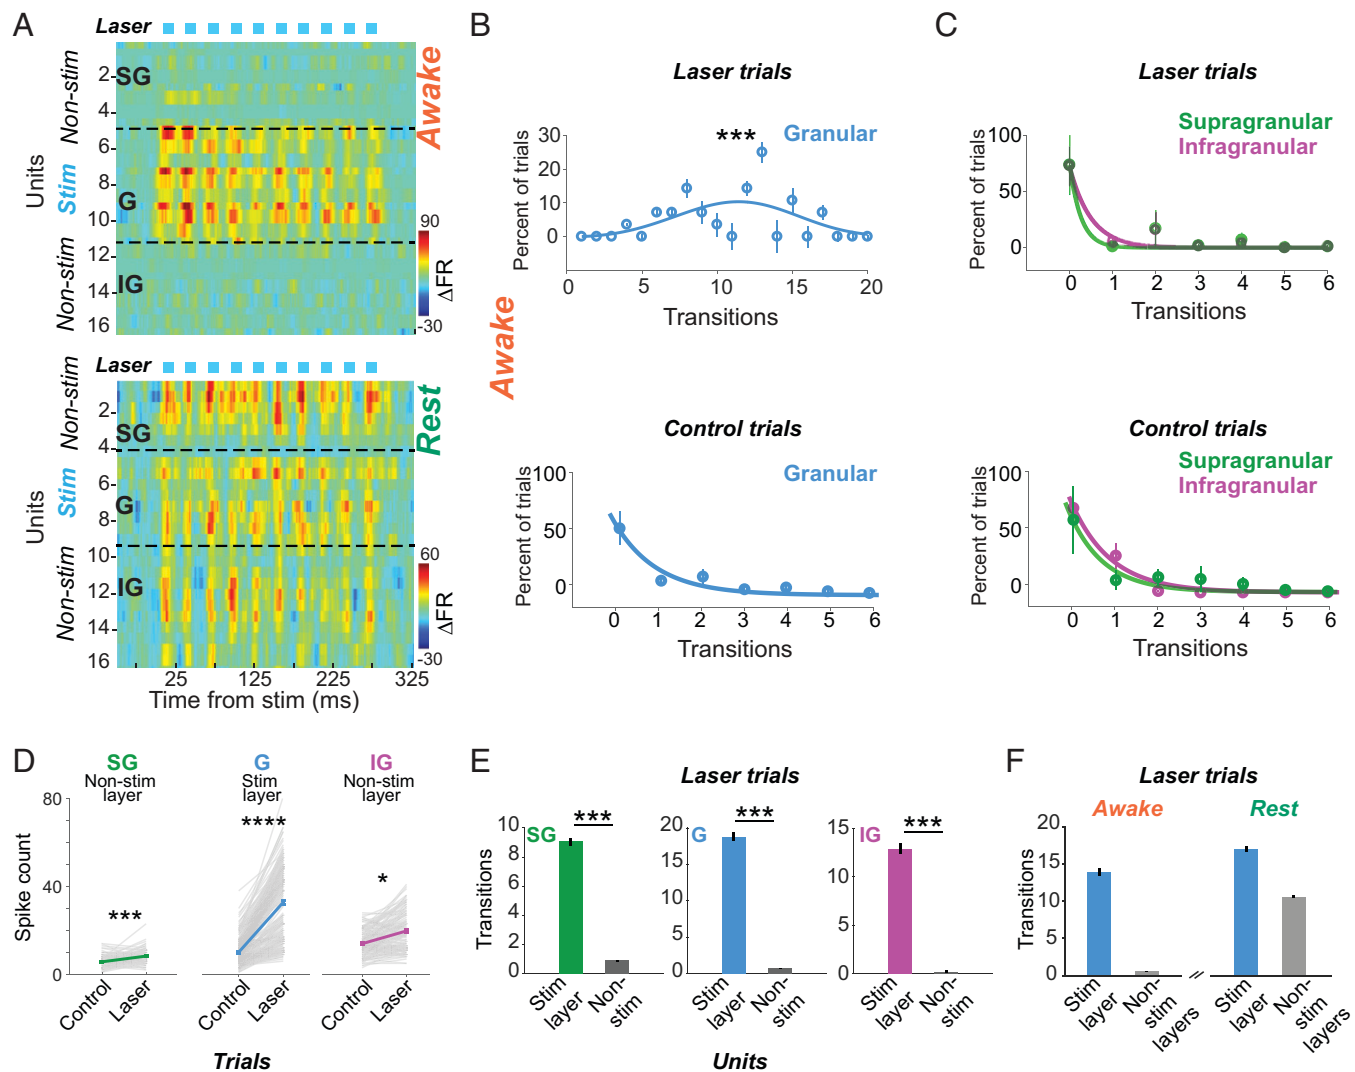 A
Laser
Awake
Non-stim
Stim
Non-stim
Units
2
4
6
8
10
12
14
16
SG
G
IG
90
ΔFR
-30
Laser
Rest
Non-stim
Stim
Non-stim
Units
2
4
6
8
10
12
14
16
SG
G
IG
60
ΔFR
-30
25 125 225 325
Time from stim (ms)
B
Awake
Laser trials
Granular
***
Percent of trials
30
20
10
0
0 5 10 15 20
Transitions
Control trials
Granular
Percent of trials
100
50
0
0 1 2 3 4 5 6
Transitions
C
Laser trials
Supragranular
Infragranular
Percent of trials
100
50
0
0 1 2 3 4 5 6
Transitions
Control trials
Supragranular
Infragranular
Percent of trials
100
50
0
0 1 2 3 4 5 6
Transitions
D
SG
Non-stim
layer
G
Stim
layer
IG
Non-stim
layer
Spike count
80
40
0
***
****
*
Control Laser
Control Laser
Control Laser
Trials
E
Laser trials
Transitions
SG
***
10
8
6
4
2
0
Stim
layer
Non-
stim
G
***
20
15
10
5
0
Stim
layer
Non-
stim
IG
***
15
10
5
0
Stim
layer
Non-
stim
Units
F
Laser trials
Awake Rest
Transitions
20
15
10
5
0
Stim
layer
Non-
stim
layers
//
Stim
layer
Non-
stim
layers